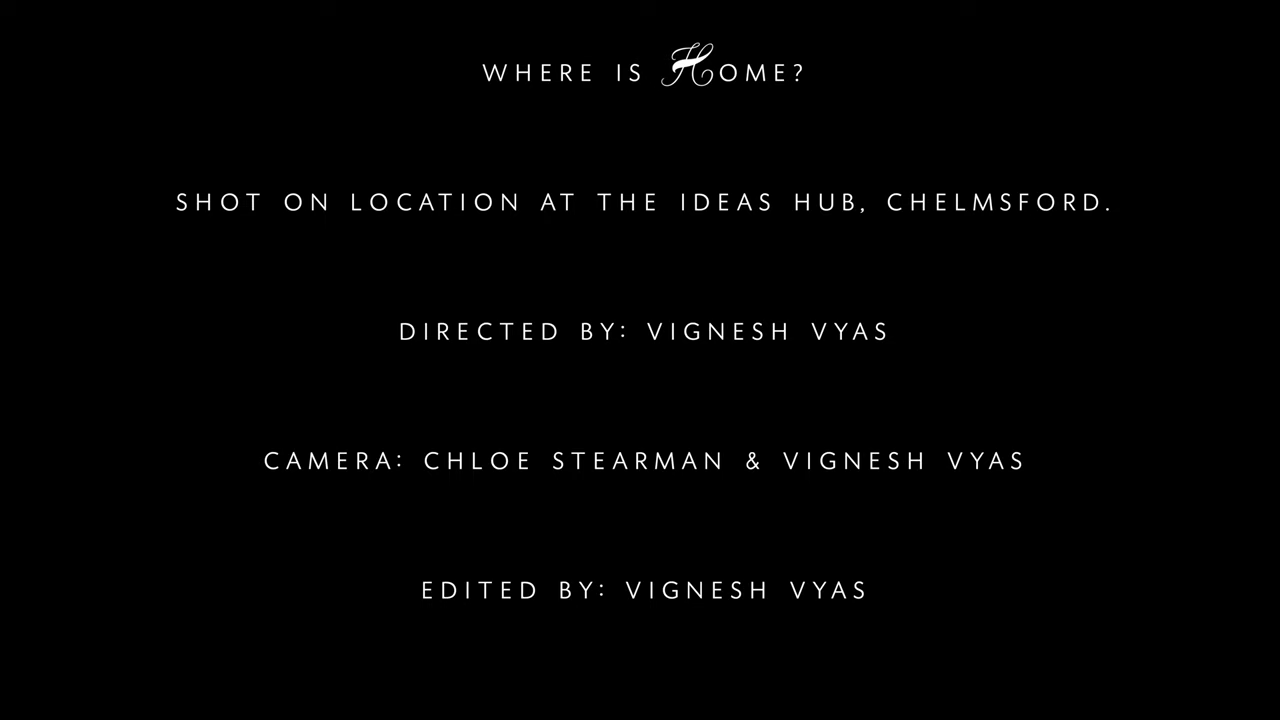 WHERE IS HOME?
SHOT ON LOCATION AT THE IDEAS HUB, CHELMSFORD.
DIRECTED BY: VIGNESH VYAS
CAMERA: CHLOE STEARMAN & VIGNESH VYAS
EDITED BY: VIGNESH VYAS